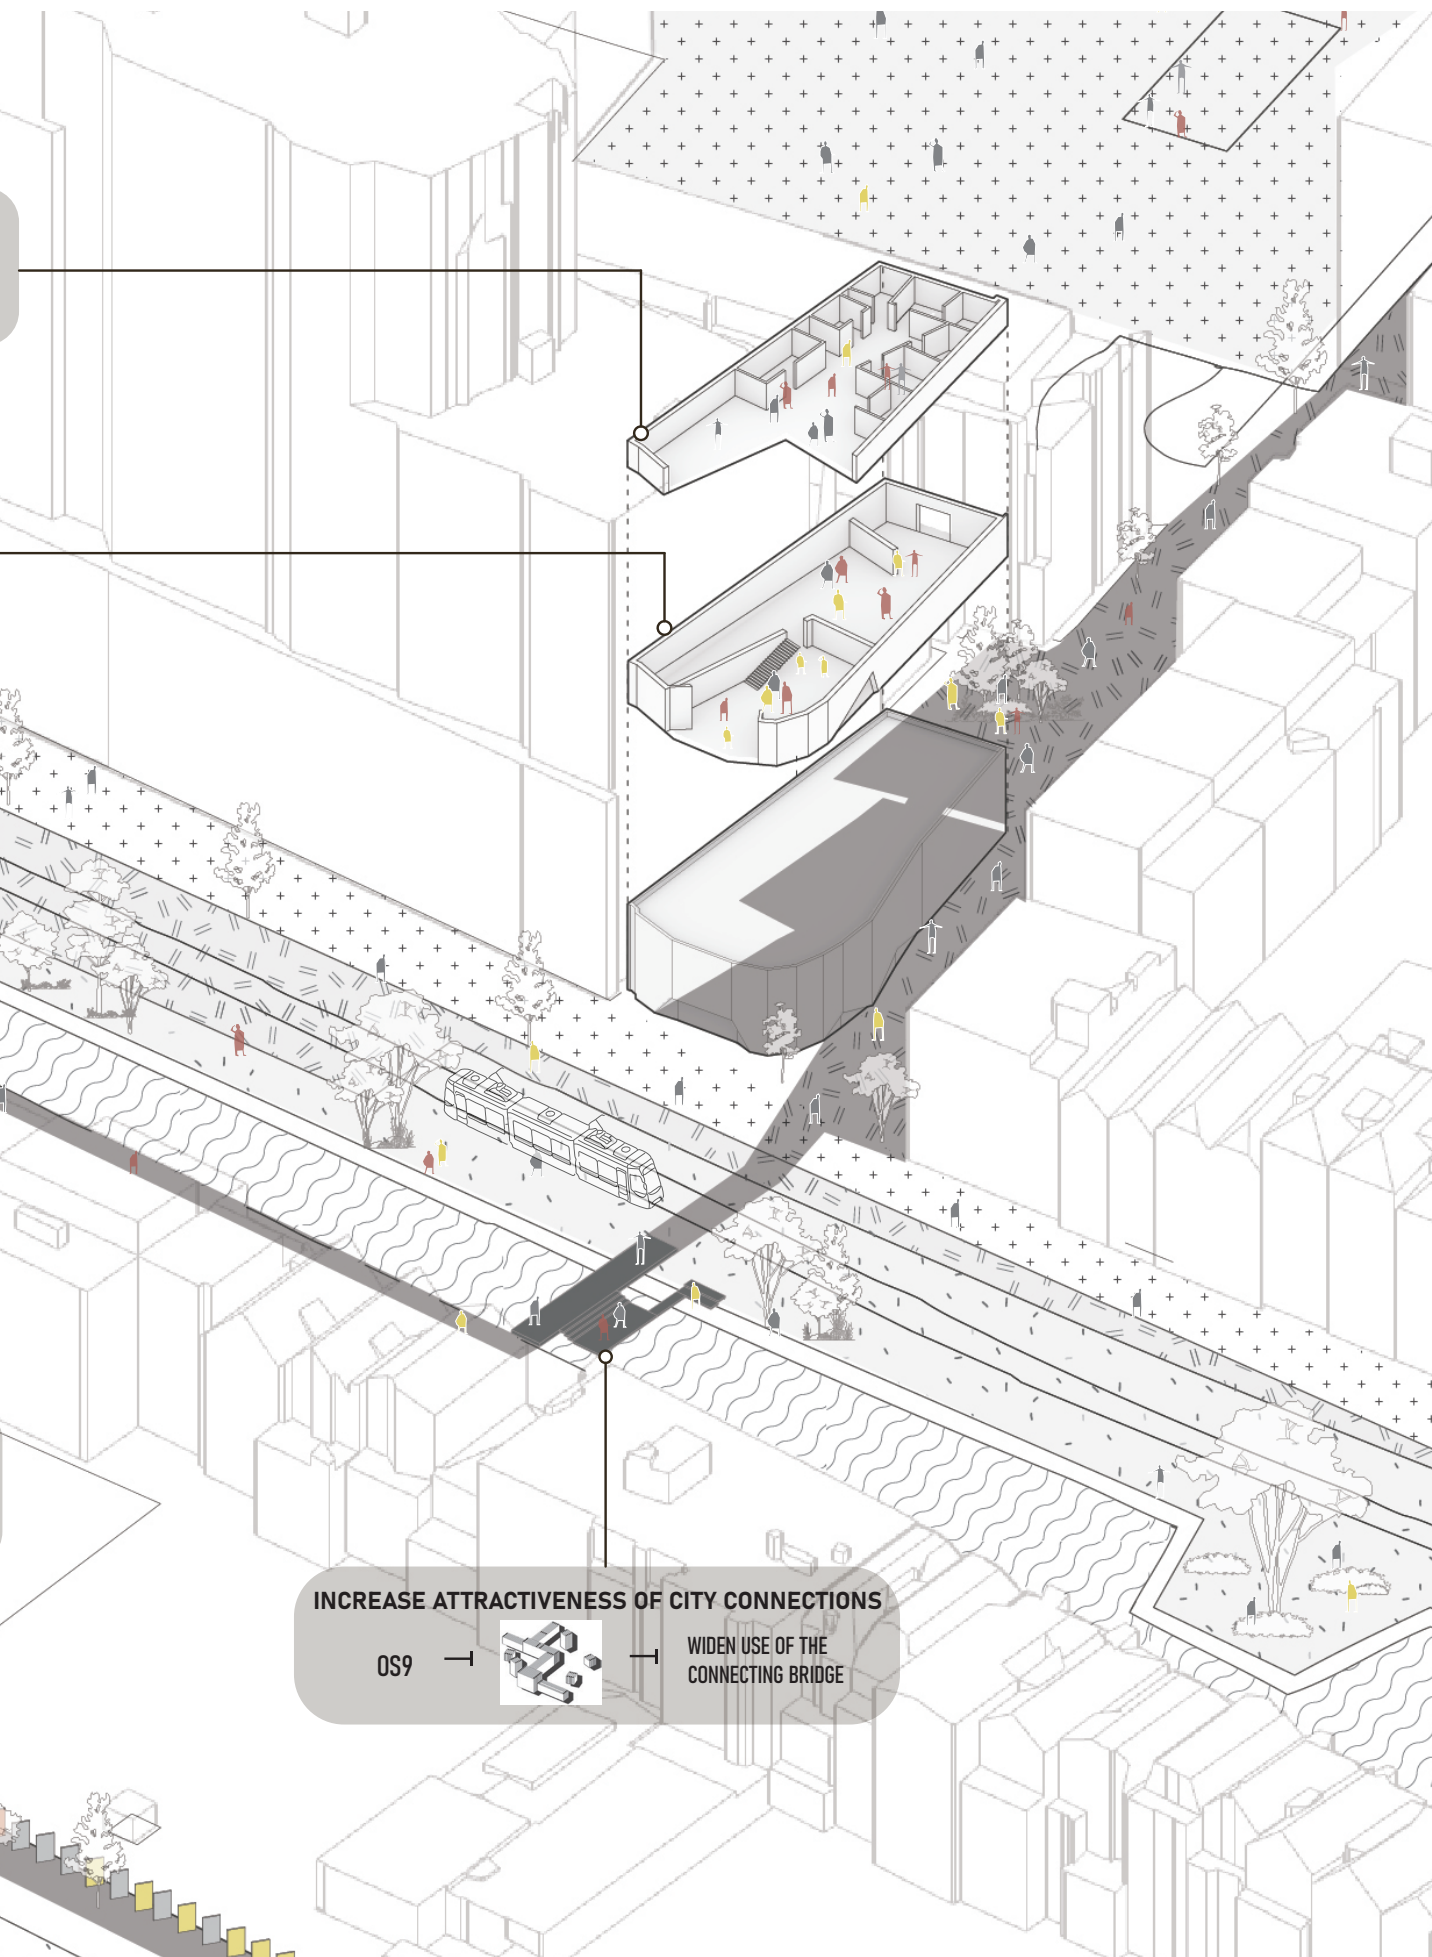 INCREASE ATTRACTIVENESS OF CITY CONNECTIONS
OS9
WIDEN USE OF THE
CONNECTING BRIDGE